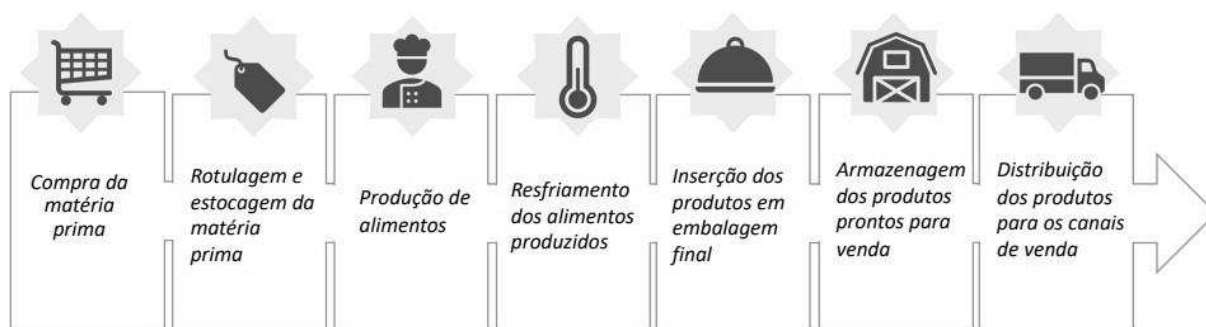 Compra da
matéria
prima
Rotulagem e
estocagem da
matéria
prima
Produção de
alimentos
Resfriamento
dos alimentos
produzidos
Inserção dos
produtos em
embalagem
final
Armazenagem
dos produtos
prontos para
venda
Distribuição
dos produtos
para os canais
de venda